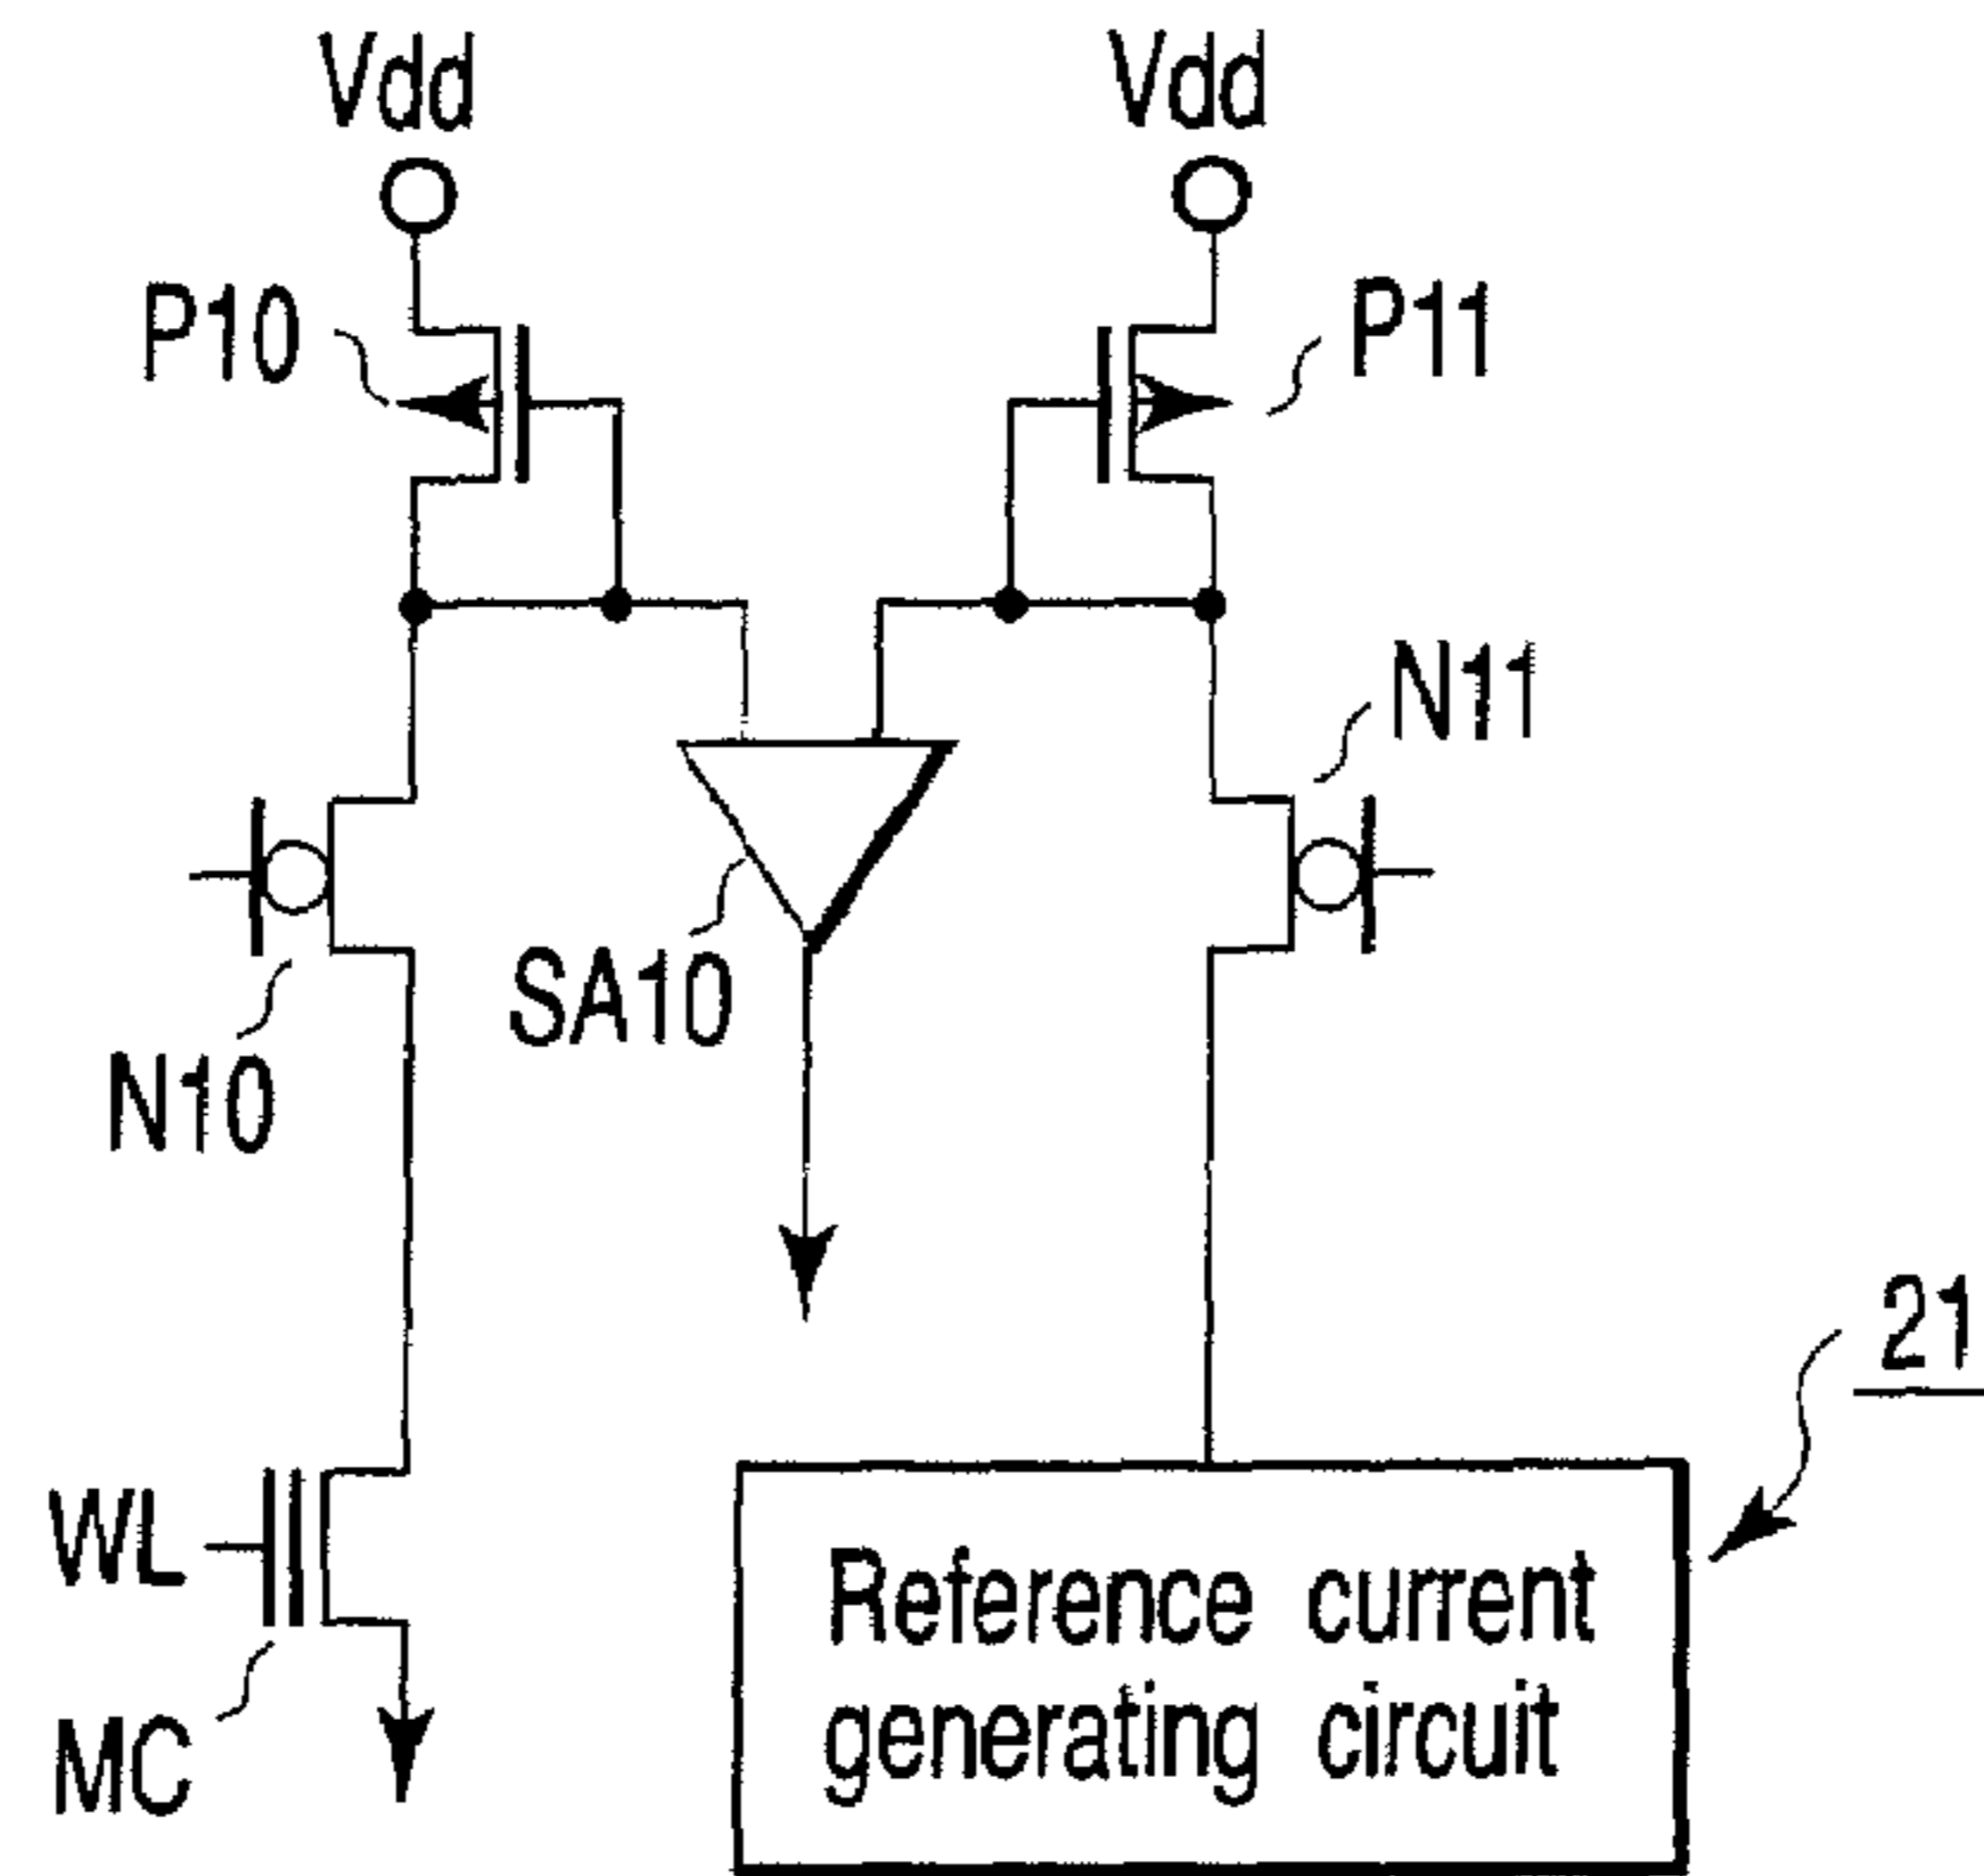 Vdd
Vdd
P10
P11
N11
SA10
N10
21
WL
Reference current
generating circuit
MC